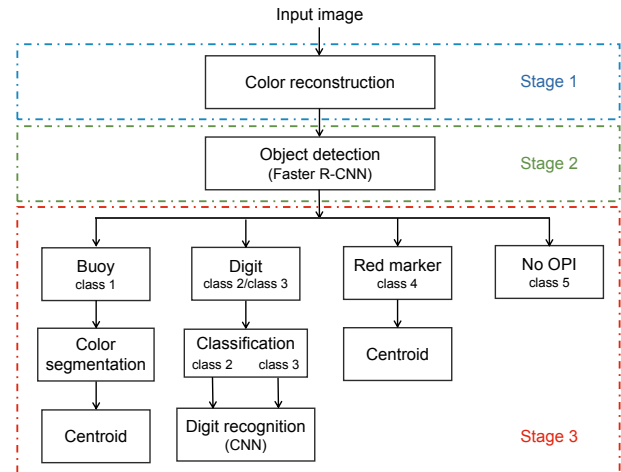 Input image
Color reconstruction
Stage 1
Object detection
(Faster R-CNN)
Stage 2
Buoy
class 1
Digit
class 2/class 3
Red marker
class 4
No OPI
class 5
Color
segmentation
Classification
class 2 class 3
Centroid
Centroid
Digit recognition
(CNN)
Stage 3